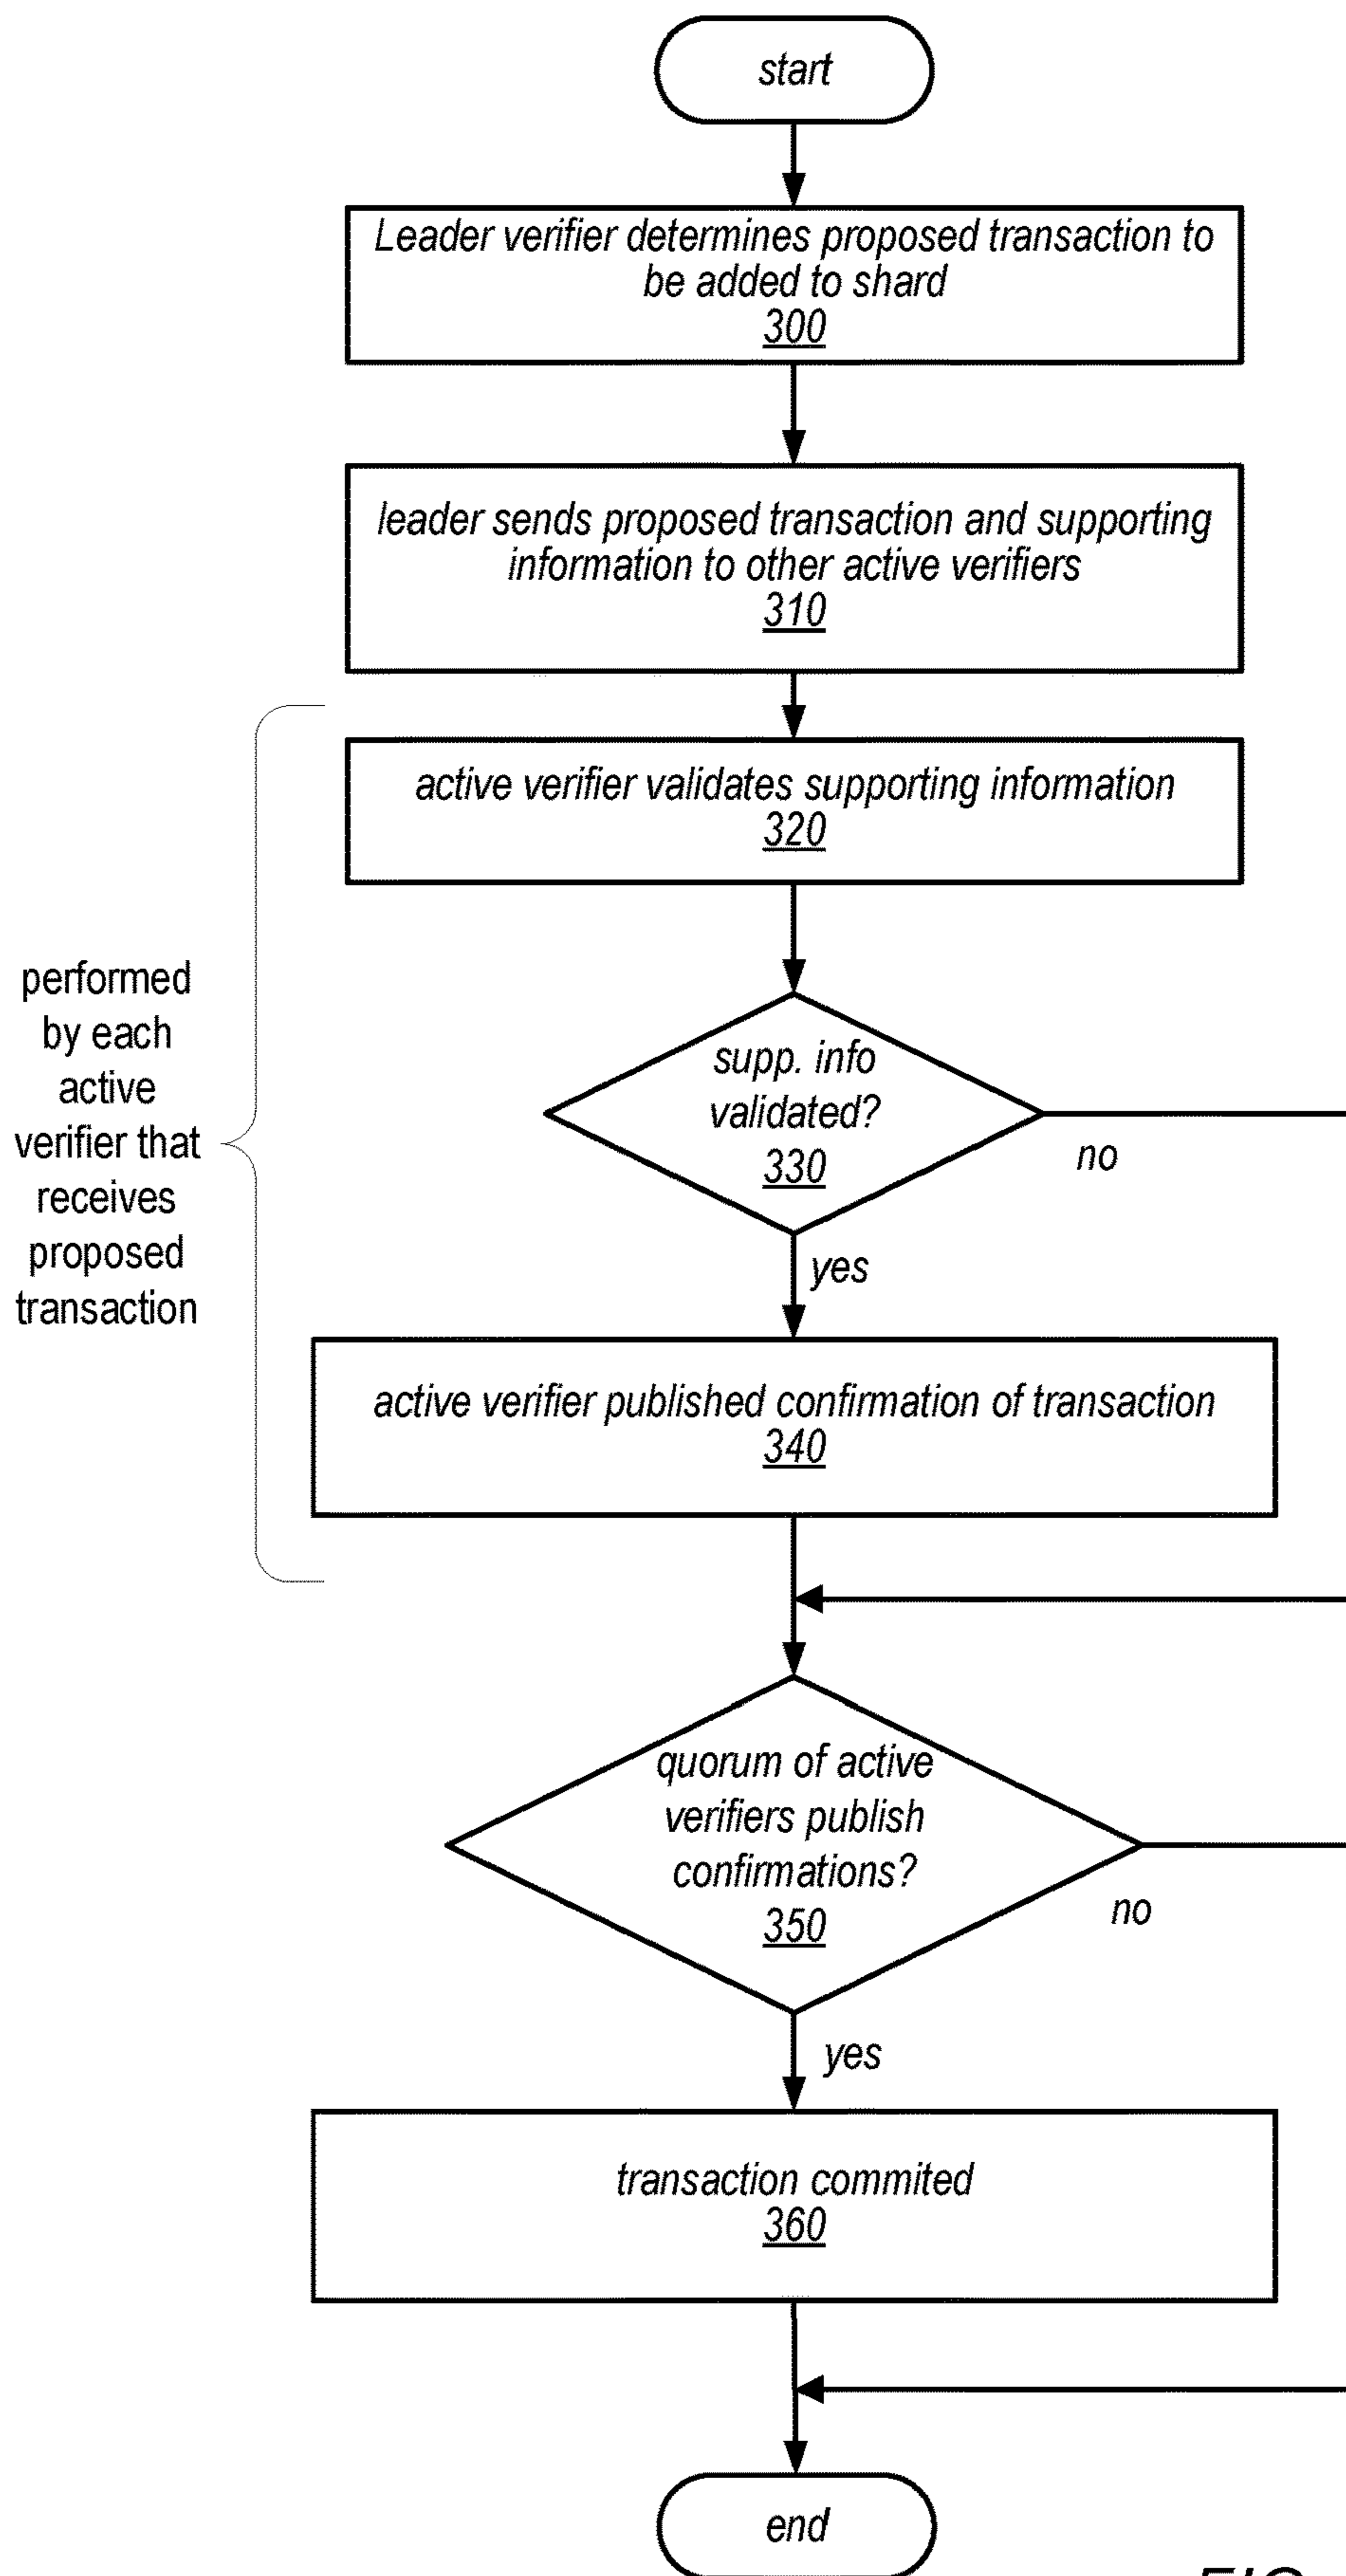 start
Leader verifier determines proposed transaction to
be added to shard
300
leader sends proposed transaction and supporting
information to other active verifiers
310
active verifier validates supporting information
320
performed
by each
active
verifier that
receives
proposed
transaction
supp. info
validated?
330
no
yes
active verifier published confirmation of transaction
340
quorum of active
verifiers publish
confirmations?
350
no
yes
transaction commited
360
end